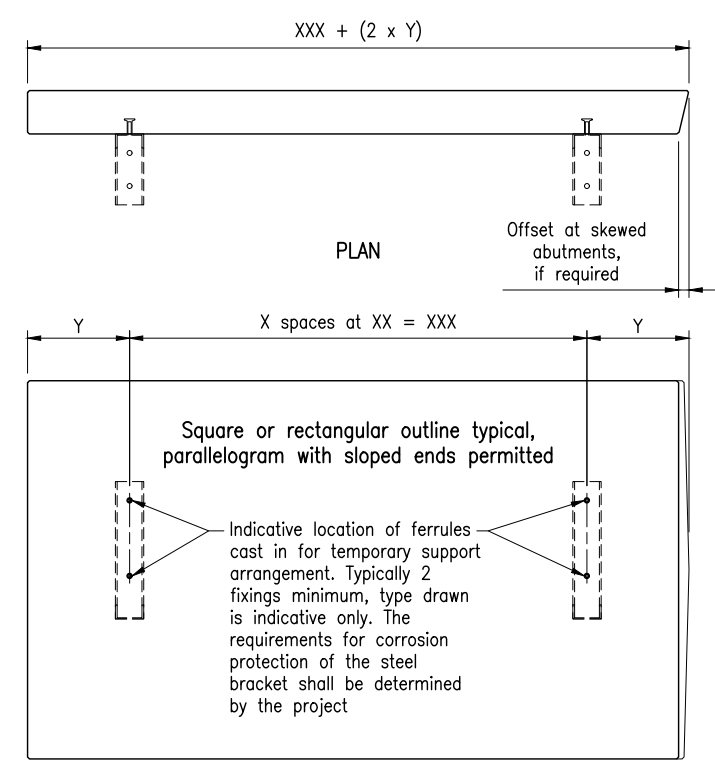 XXX + (2 x Y)
PLAN
Offset at skewed
abutments,
if required
Y
X spaces at XX = XXX
Y
Square or rectangular outline typical,
parallelogram with sloped ends permitted
Indicative location of ferrules
cast in for temporary support
arrangement. Typically 2
fixings minimum, type drawn
is indicative only. The
requirements for corrosion
protection of the steel
bracket shall be determined
by the project